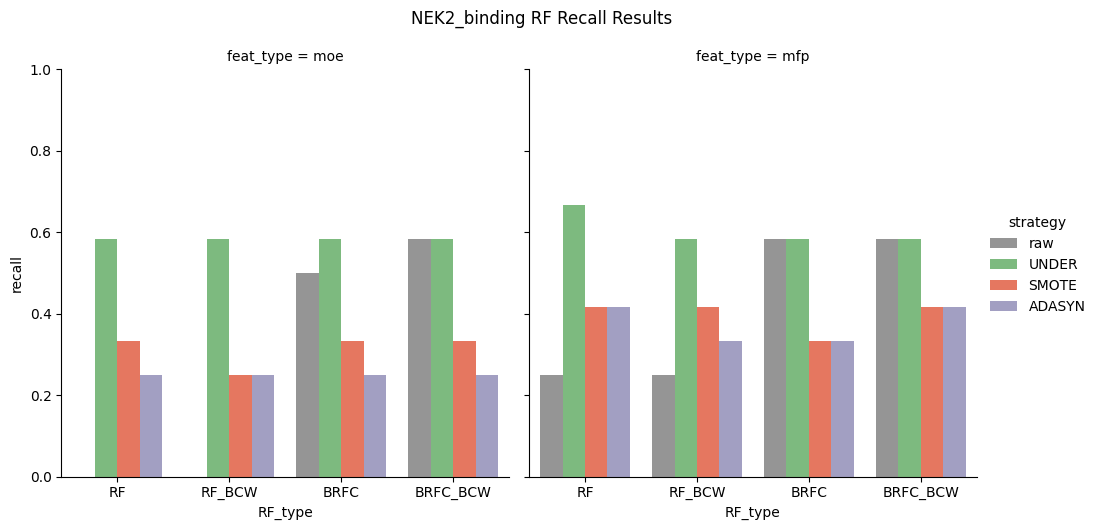 NEK2_binding RF Recall Results
feat_type = moe
feat_type = mfp
1.0
0.8
0.6
0.4
0.2
0.0
recall
RF
RF_BCW
BRFC
BRFC_BCW
RF_type
RF
RF_BCW
BRFC
BRFC_BCW
RF_type
strategy
raw
UNDER
SMOTE
ADASYN